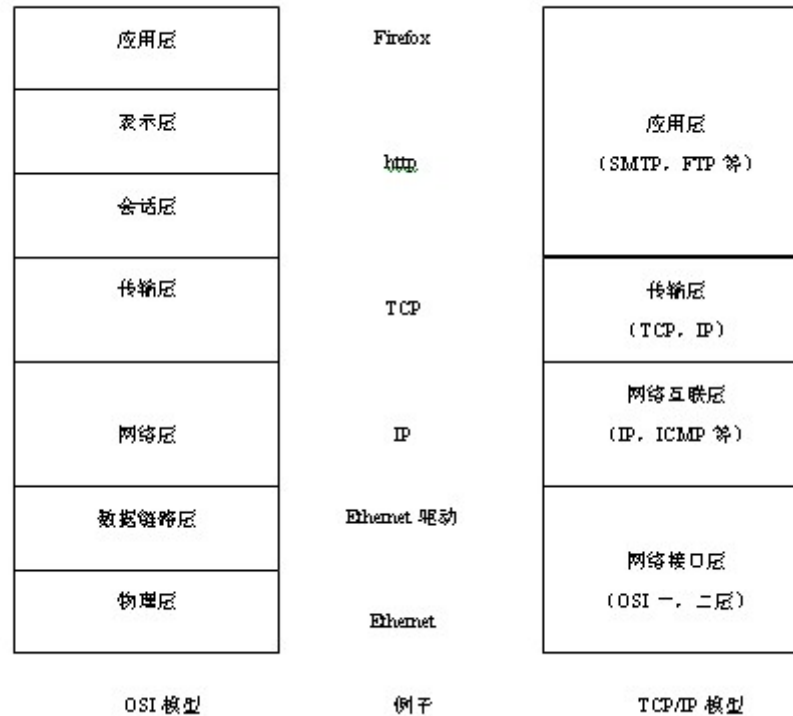 应用层
表示层
会话层
传输层
网络层
数据链路层
物理层
OSI 模型
Firefox
http
TCP
IP
Ethernet 驱动
Ethernet
例子
应用层
(SMTP, FTP 等)
传输层
(TCP, IP)
网络互联层
(IP, ICMP 等)
网络接口层
(OSI 一, 二层)
TCP/IP 模型